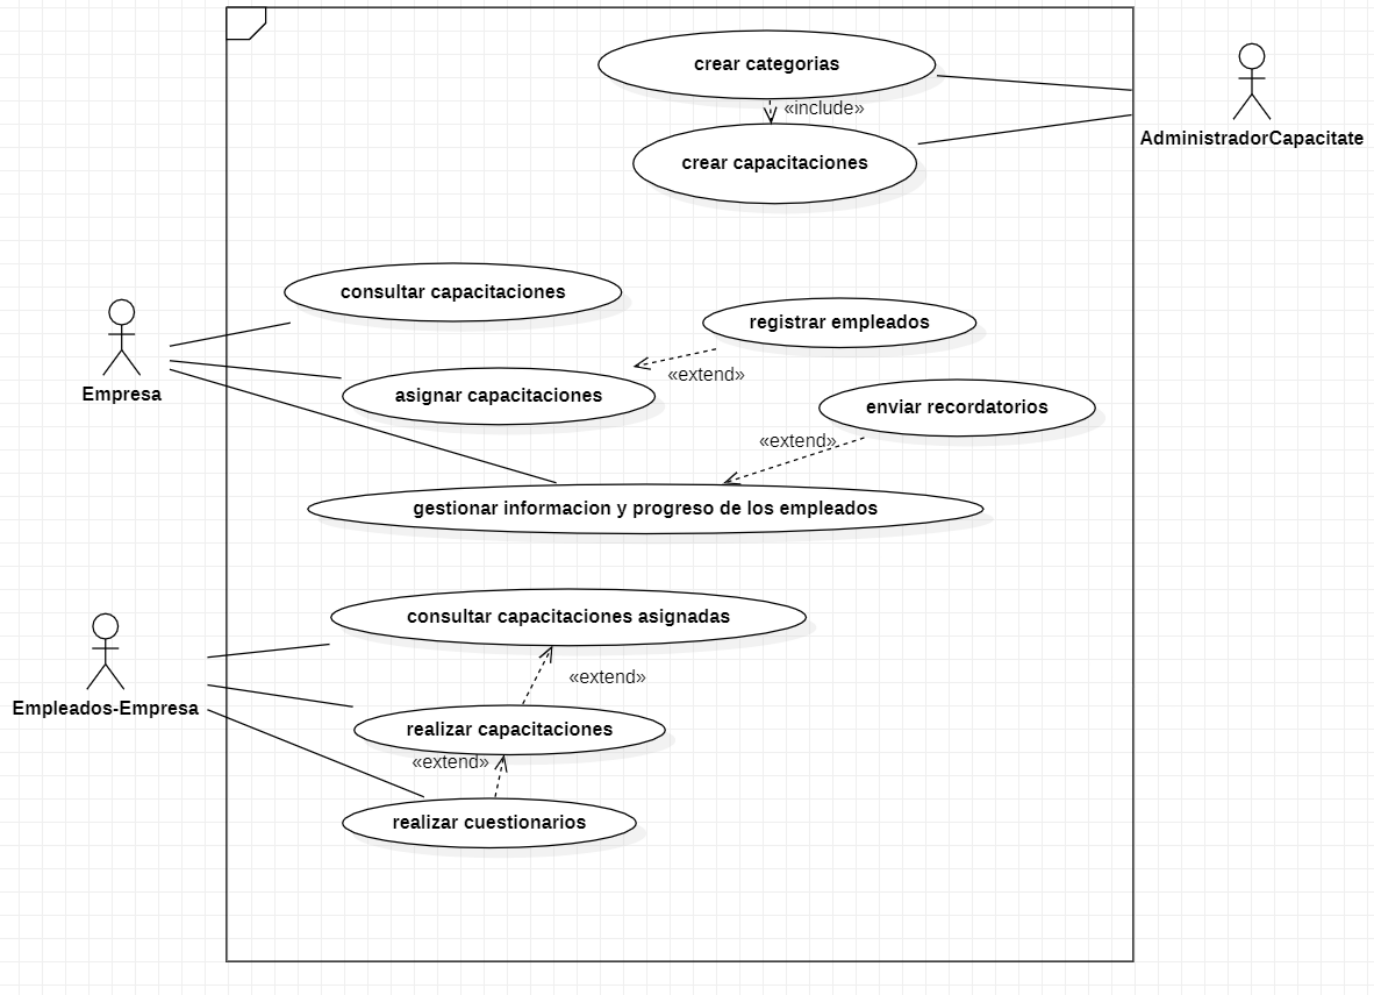 crear categorias
«include»
crear capacitaciones
AdministradorCapacitate
consultar capacitaciones
registrar empleados
«extend»
Empresa
asignar capacitaciones
enviar recordatorios
«extend»
gestionar informacion y progreso de los empleados
consultar capacitaciones asignadas
«extend»
Empleados-Empresa
realizar capacitaciones
«extend»
realizar cuestionarios